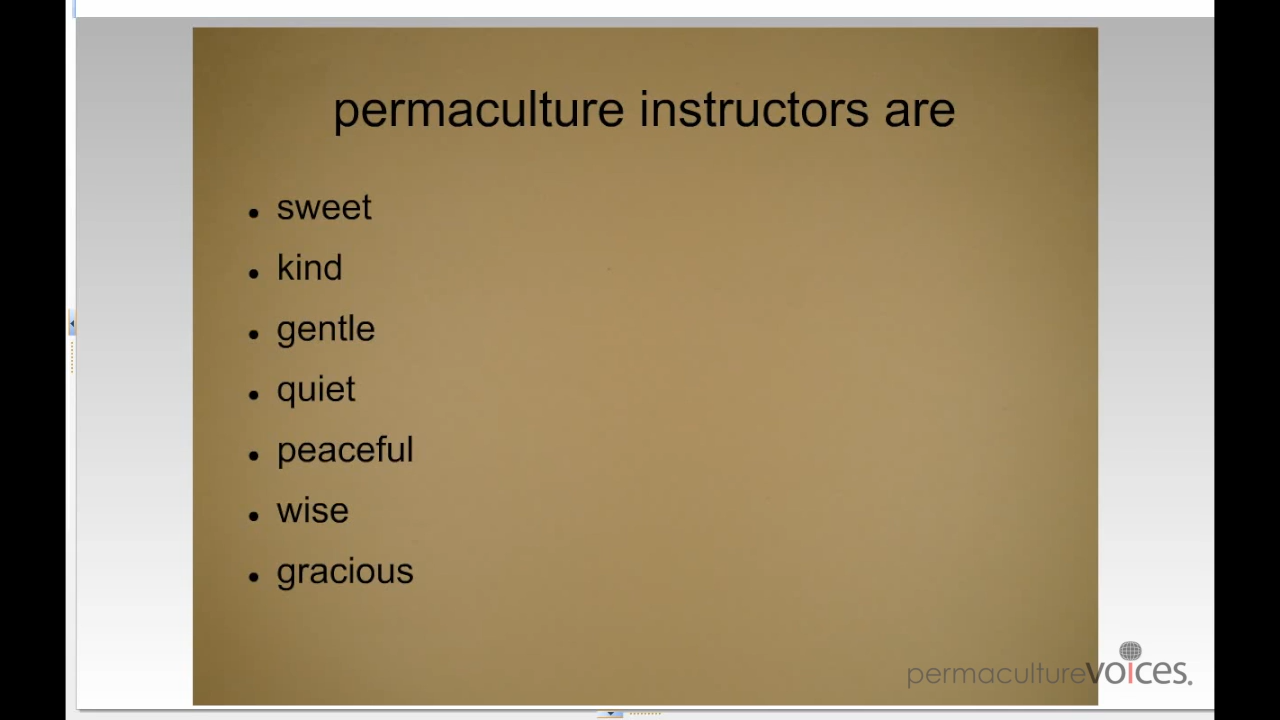 permaculture instructors are
• sweet
• kind
• gentle
• quiet
• peaceful
• wise
• gracious
permaculturevoices.